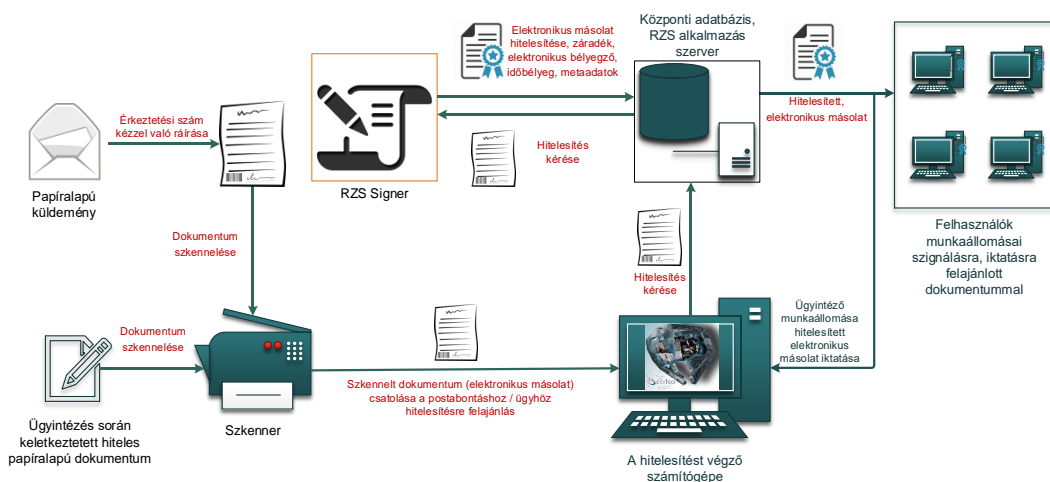 Elektronikus másolat
hitelesítése, záradék,
elektronikus bélyegző,
időbélyeg, metaadatok
Központi adatbázis,
RZS alkalmazás
szerver
Érkeztetési szám
kézzel való ráírása
Hitelesített,
elektronikus másolat
Hitelesítés
kérése
Papíralapú
küldemény
RZS Signer
Felhasználók
munkaállomásai
szignálásra, iktatásra
felajánlott
dokumentummal
Dokumentum
szkennelése
Hitelesítés
kérése
Ügyintéző
munkaállomása
hitelesített
elektronikus
másolat iktatása
Dokumentum
szkennelése
Szkennelt dokumentum (elektronikus másolat)
csatolása a postabontáshoz / ügyhöz
hitelesítésre felajánlás
Ügyintézés során
keletkeztetett hiteles
papíralapú dokumentum
Szkenner
A hitelesítést végző
számítógépe